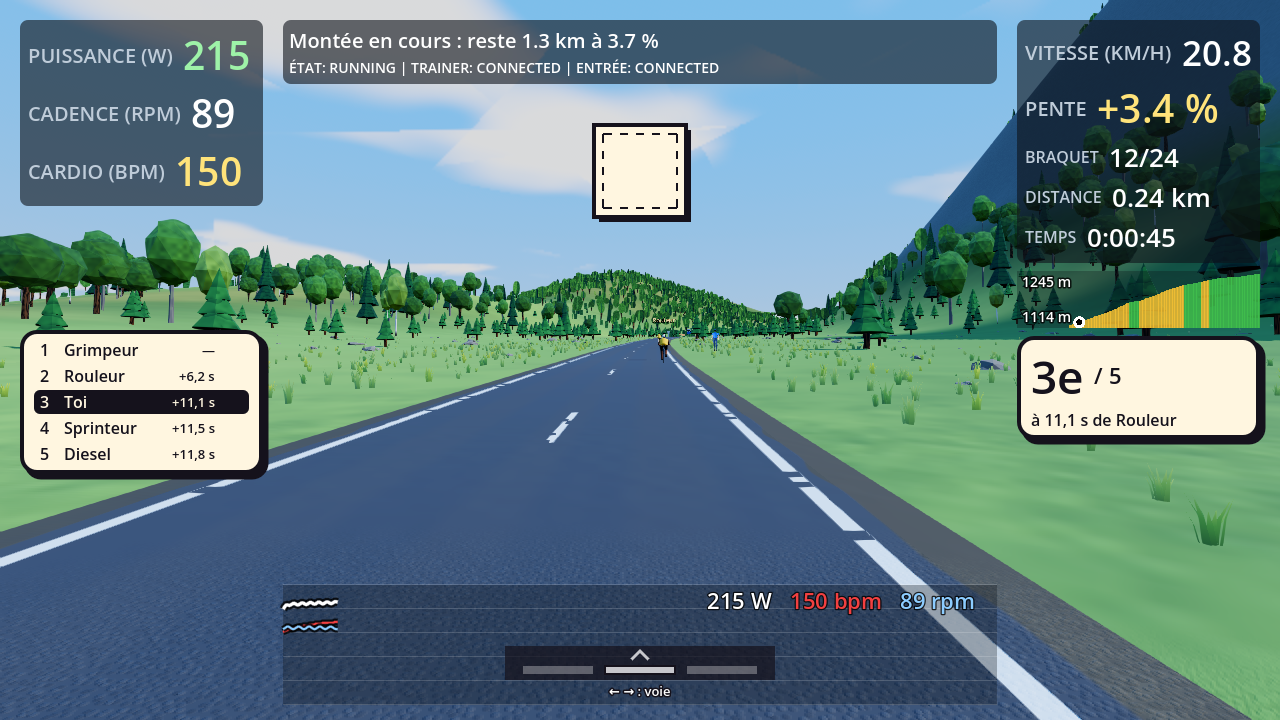 PUISSANCE (W) 215
CADENCE (RPM) 89
CARDIO (BPM) 150
Montée en cours : reste 1.3 km à 3.7 %
ÉTAT: RUNNING | TRAINER: CONNECTED | ENTRÉE: CONNECTED
VITESSE (KM/H) 20.8
PENTE +3.4 %
BRAQUET 12/24
DISTANCE 0.24 km
TEMPS 0:00:45
1245 m
1114 m
1 Grimpeur —
2 Rouleur +6,2 s
3 Toi +11,1 s
4 Sprinteur +11,5 s
5 Diesel +11,8 s
3e / 5
à 11,1 s de Rouleur
215 W 150 bpm 89 rpm
← → : voie